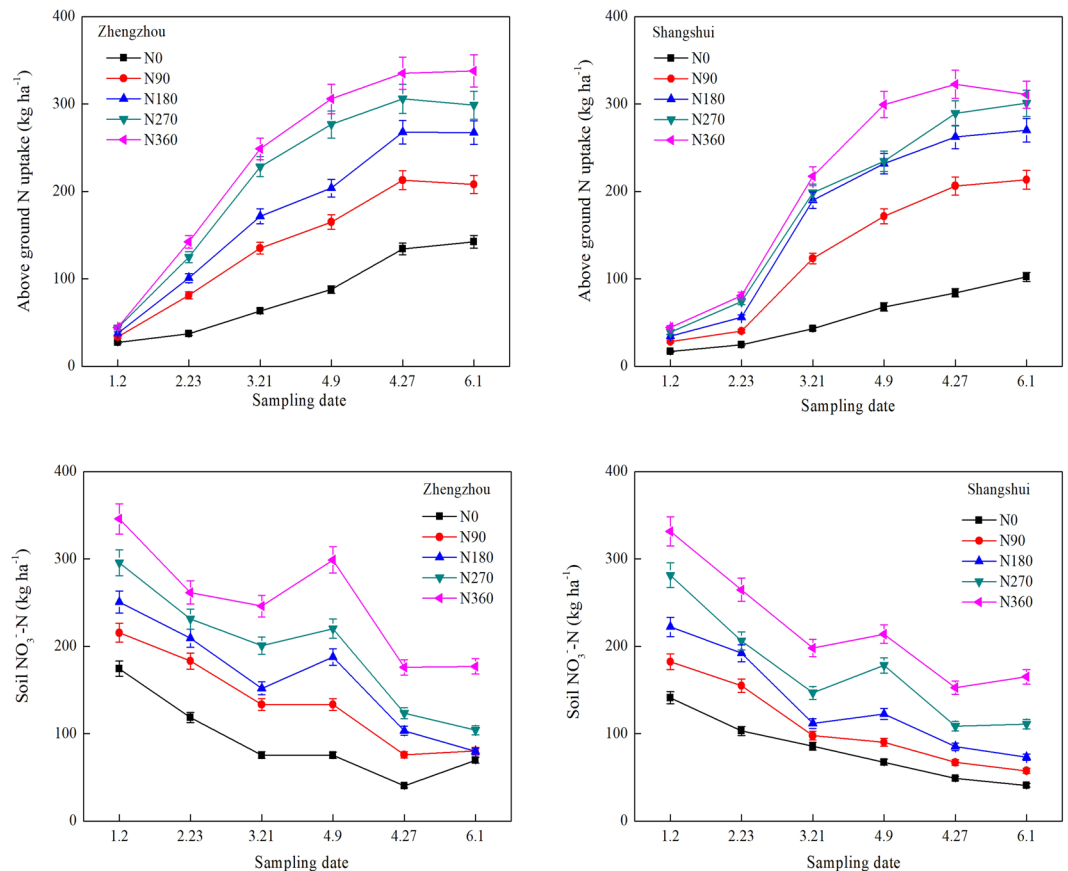 Above ground N uptake (kg ha⁻¹)
400
300
200
100
0
Zhengzhou
N0
N90
N180
N270
N360
1.2 2.23 3.21 4.9 4.27 6.1
Sampling date
Above ground N uptake (kg ha⁻¹)
400
300
200
100
0
Shangshui
N0
N90
N180
N270
N360
1.2 2.23 3.21 4.9 4.27 6.1
Sampling date
Soil NO₃⁻-N (kg ha⁻¹)
400
300
200
100
0
Zhengzhou
N0
N90
N180
N270
N360
1.2 2.23 3.21 4.9 4.27 6.1
Sampling date
Soil NO₃⁻-N (kg ha⁻¹)
400
300
200
100
0
Shangshui
N0
N90
N180
N270
N360
1.2 2.23 3.21 4.9 4.27 6.1
Sampling date